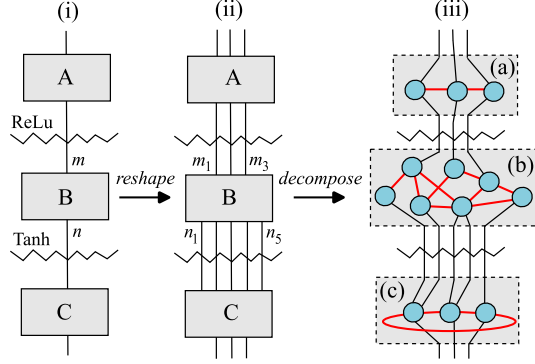 (i) (ii) (iii)
A A (a)
ReLu
m m1 m3 (b)
B reshape B decompose
n n1 n5
Tanh
C C (c)